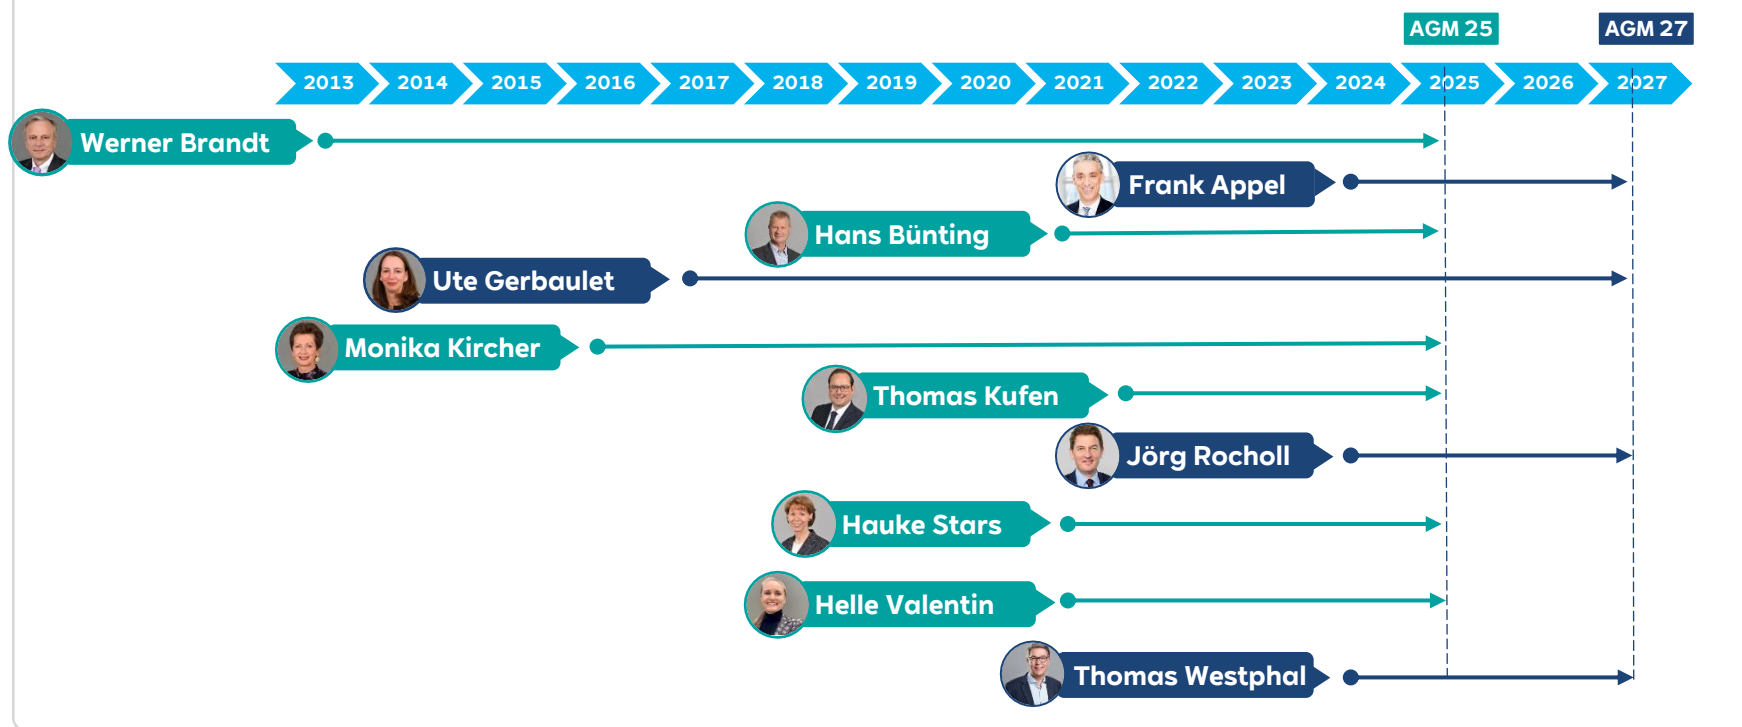 AGM 25 AGM 27
2013 2014 2015 2016 2017 2018 2019 2020 2021 2022 2023 2024 2025 2026 2027
Werner Brandt
Frank Appel
Hans Bünting
Ute Gerbaulet
Monika Kircher
Thomas Kufen
Jörg Rocholl
Hauke Stars
Helle Valentin
Thomas Westphal